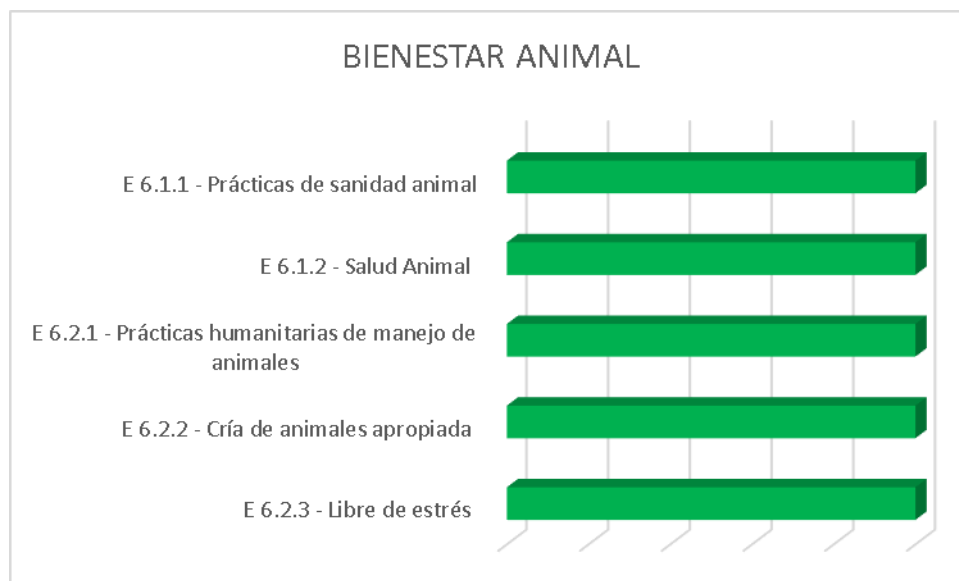 BIENESTAR ANIMAL
E 6.1.1 - Prácticas de sanidad animal
E 6.1.2 - Salud Animal
E 6.2.1 - Prácticas humanitarias de manejo de
animales
E 6.2.2 - Cría de animales apropiada
E 6.2.3 - Libre de estrés